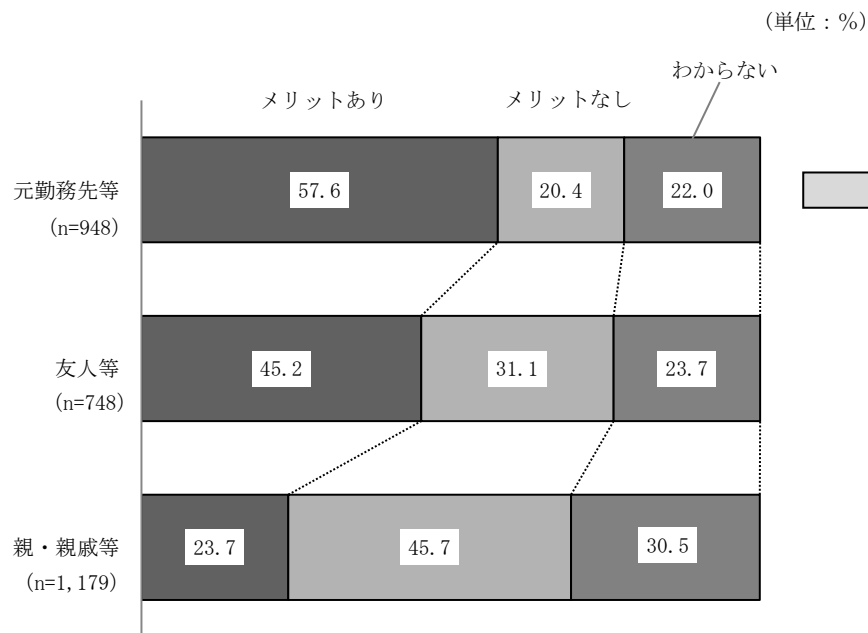 (単位:%)
わからない
メリットあり
メリットなし
元勤務先等
(n=948)
57.6
20.4
22.0
友人等
(n=748)
45.2
31.1
23.7
親・親戚等
(n=1,179)
23.7
45.7
30.5